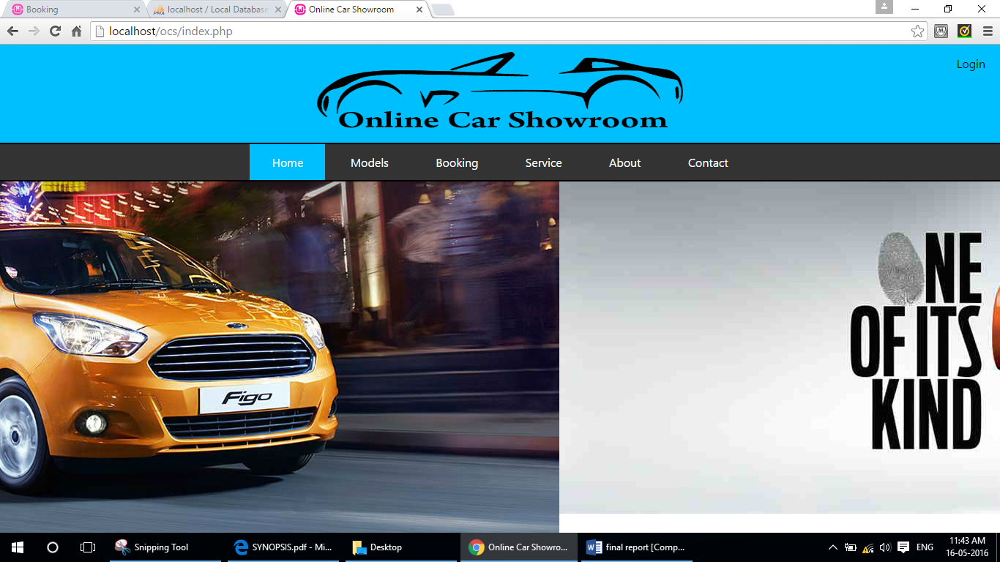 Booking
PMA localhost / Local Database
Online Car Showroom
localhost/ocs/index.php
Login
Online Car Showroom
Home Models Booking Service About Contact
Figo
NE
OF ITS
KIND
Snipping Tool
SYNOPSIS.pdf - Mi...
Desktop
Online Car Showro...
final report [Comp...
ENG
11:43 AM
16-05-2016